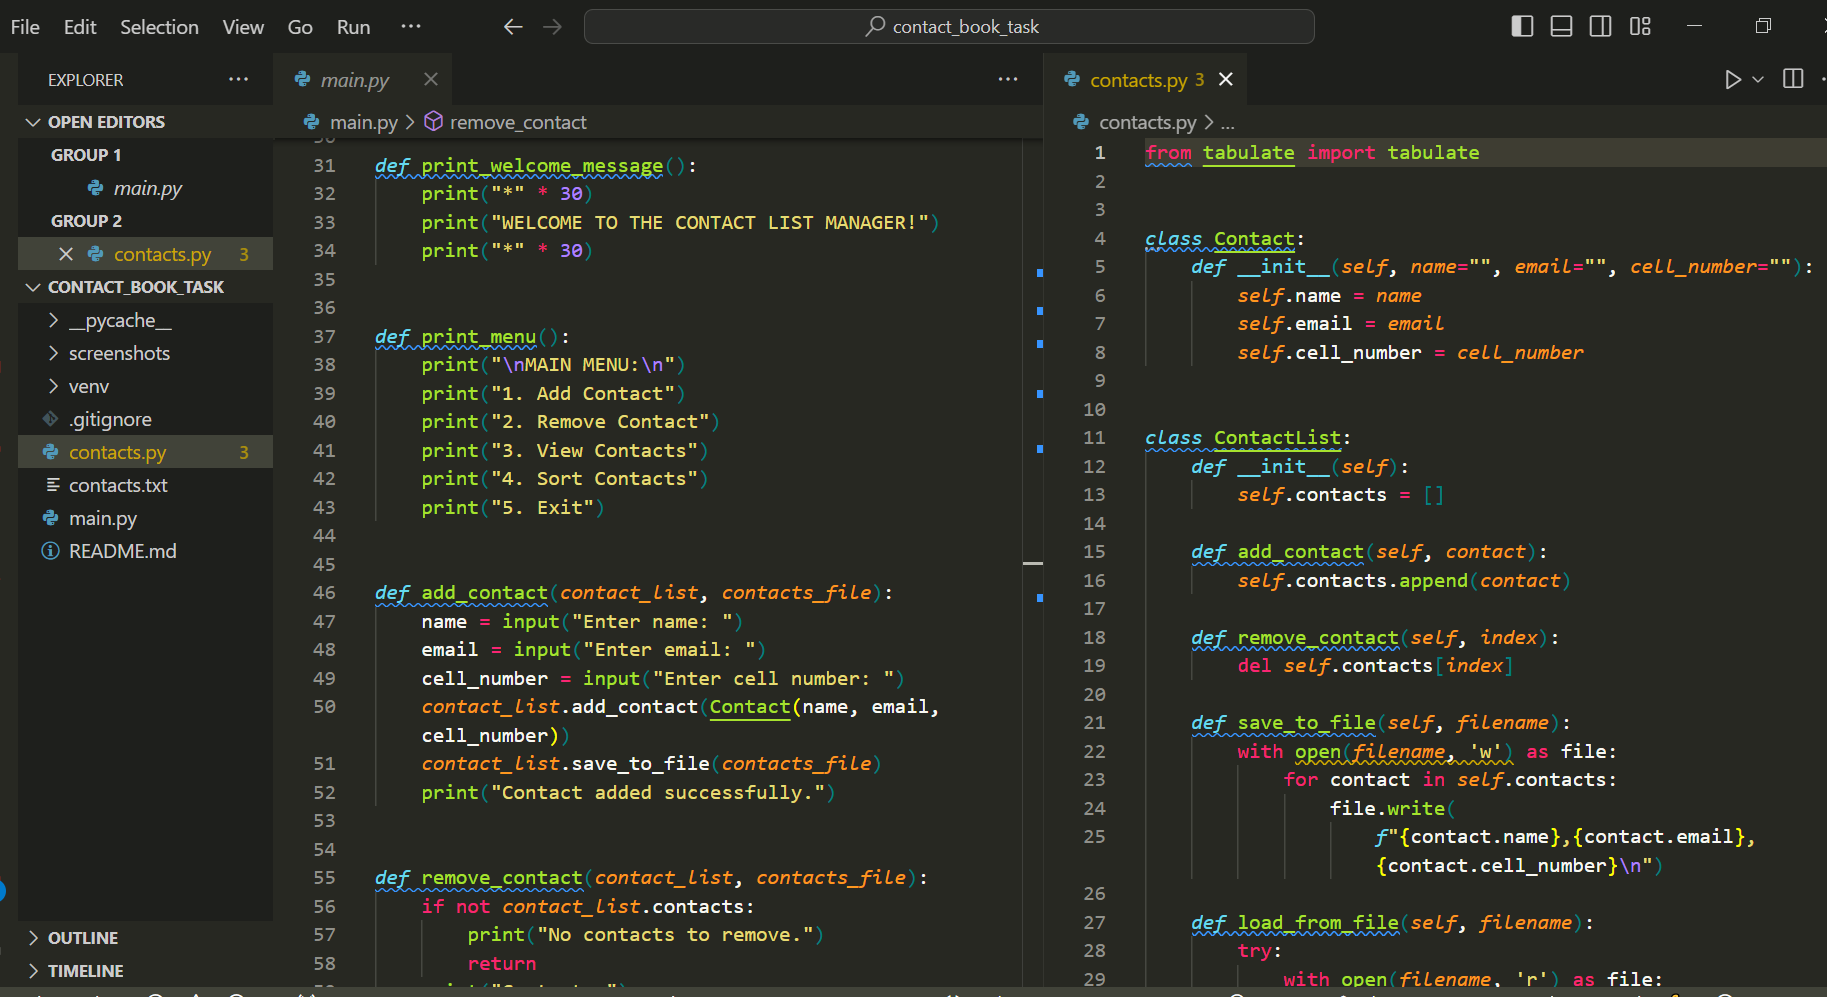 File Edit Selection View Go Run ··· contact_book_task
EXPLORER ···
OPEN EDITORS
GROUP 1
main.py
GROUP 2
contacts.py 3
CONTACT_BOOK_TASK
__pycache__
screenshots
venv
.gitignore
contacts.py 3
contacts.txt
main.py
README.md
OUTLINE
TIMELINE
main.py
main.py > remove_contact
31 def print_welcome_message():
32 print("*" * 30)
33 print("WELCOME TO THE CONTACT LIST MANAGER!")
34 print("*" * 30)
35
36
37 def print_menu():
38 print("\nMAIN MENU:\n")
39 print("1. Add Contact")
40 print("2. Remove Contact")
41 print("3. View Contacts")
42 print("4. Sort Contacts")
43 print("5. Exit")
44
45
46 def add_contact(contact_list, contacts_file):
47 name = input("Enter name: ")
48 email = input("Enter email: ")
49 cell_number = input("Enter cell number: ")
50 contact_list.add_contact(Contact(name, email,
cell_number))
51 contact_list.save_to_file(contacts_file)
52 print("Contact added successfully.")
53
54
55 def remove_contact(contact_list, contacts_file):
56 if not contact_list.contacts:
57 print("No contacts to remove.")
58 return
contacts.py 3
contacts.py > ...
1 from tabulate import tabulate
2
3
4 class Contact:
5 def __init__(self, name="", email="", cell_number=""):
6 self.name = name
7 self.email = email
8 self.cell_number = cell_number
9
10
11 class ContactList:
12 def __init__(self):
13 self.contacts = []
14
15 def add_contact(self, contact):
16 self.contacts.append(contact)
17
18 def remove_contact(self, index):
19 del self.contacts[index]
20
21 def save_to_file(self, filename):
22 with open(filename, 'w') as file:
23 for contact in self.contacts:
24 file.write(
25 f"{contact.name},{contact.email},
{contact.cell_number}\n")
26
27 def load_from_file(self, filename):
28 try:
29 with open(filename, 'r') as file: